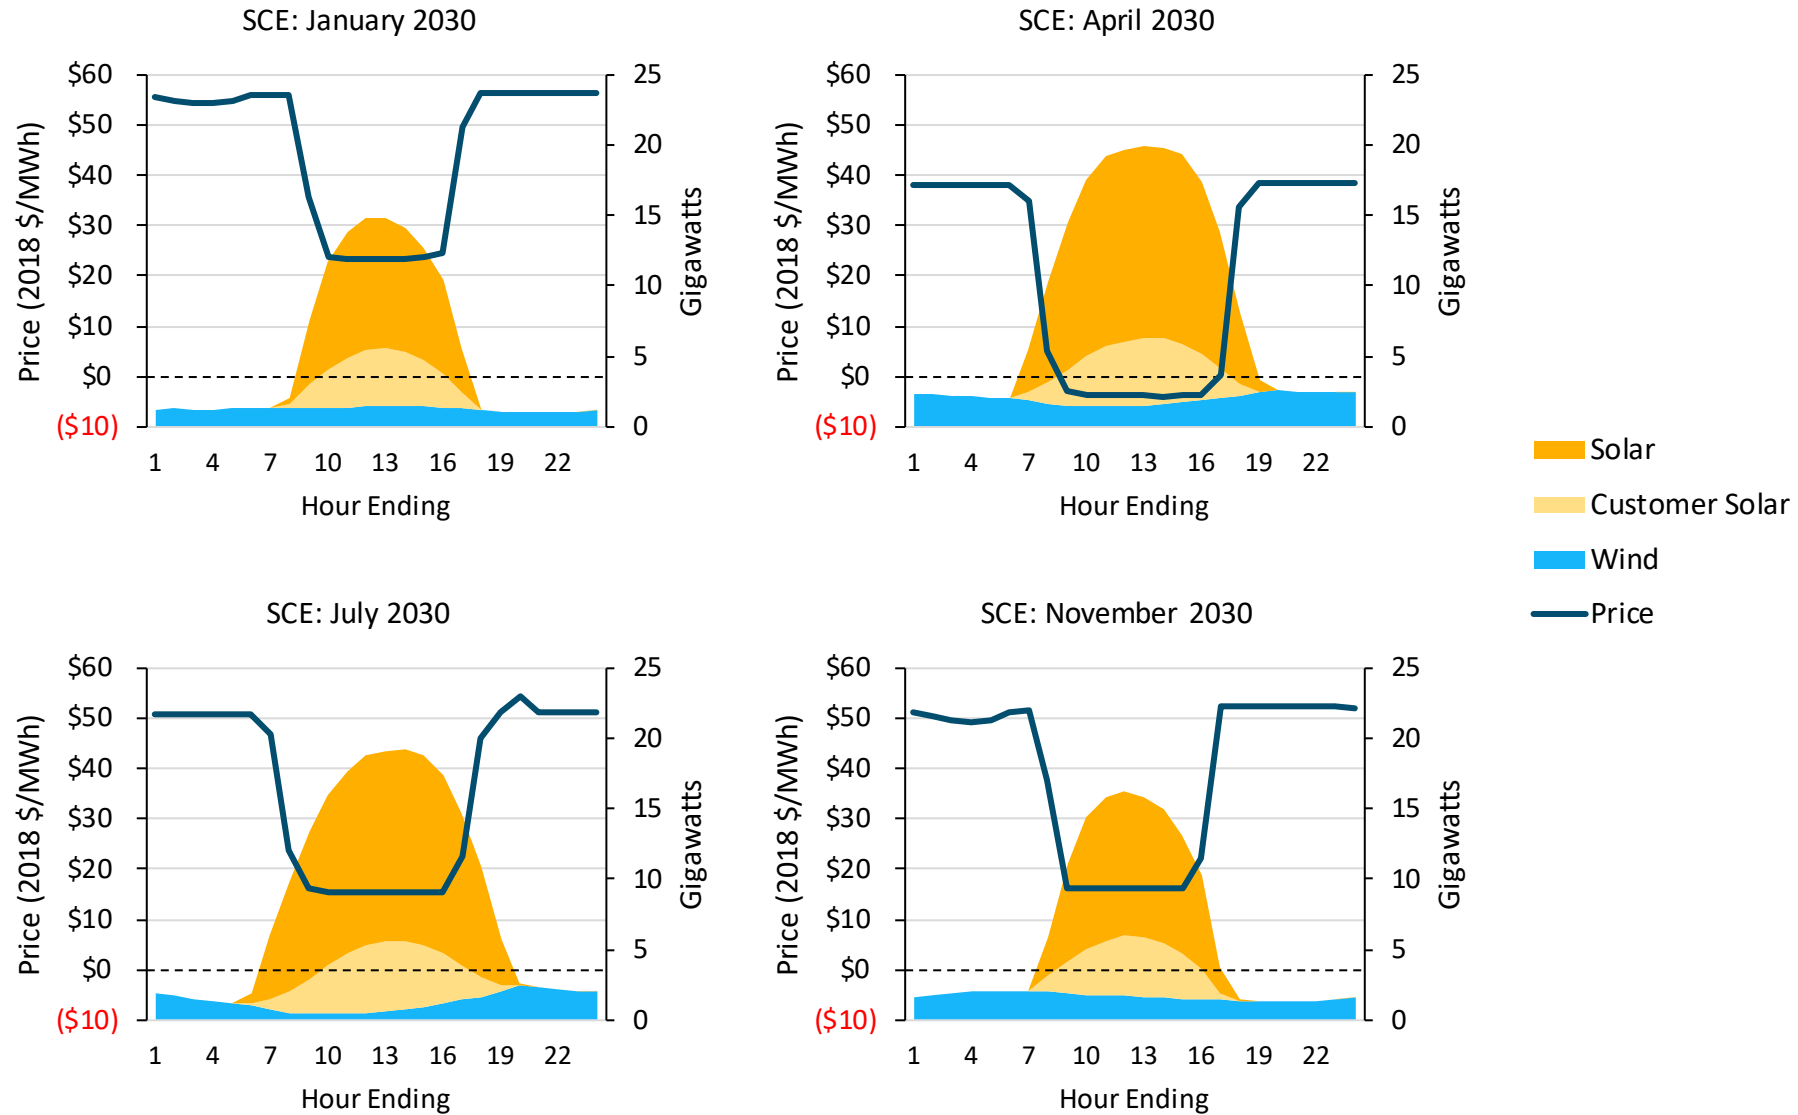 SCE: January 2030
$60
$50
$40
$30
$20
$10
$0
($10)
Price (2018 $/MWh)
25
20
15
10
5
0
Gigawatts
1 4 7 10 13 16 19 22
Hour Ending
SCE: April 2030
$60
$50
$40
$30
$20
$10
$0
($10)
Price (2018 $/MWh)
25
20
15
10
5
0
Gigawatts
1 4 7 10 13 16 19 22
Hour Ending
Solar
Customer Solar
Wind
Price
SCE: July 2030
$60
$50
$40
$30
$20
$10
$0
($10)
Price (2018 $/MWh)
25
20
15
10
5
0
Gigawatts
1 4 7 10 13 16 19 22
Hour Ending
SCE: November 2030
$60
$50
$40
$30
$20
$10
$0
($10)
Price (2018 $/MWh)
25
20
15
10
5
0
Gigawatts
1 4 7 10 13 16 19 22
Hour Ending